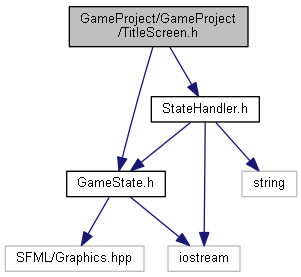 GameProject/GameProject
/TitleScreen.h
StateHandler.h
GameState.h
string
SFML/Graphics.hpp
iostream